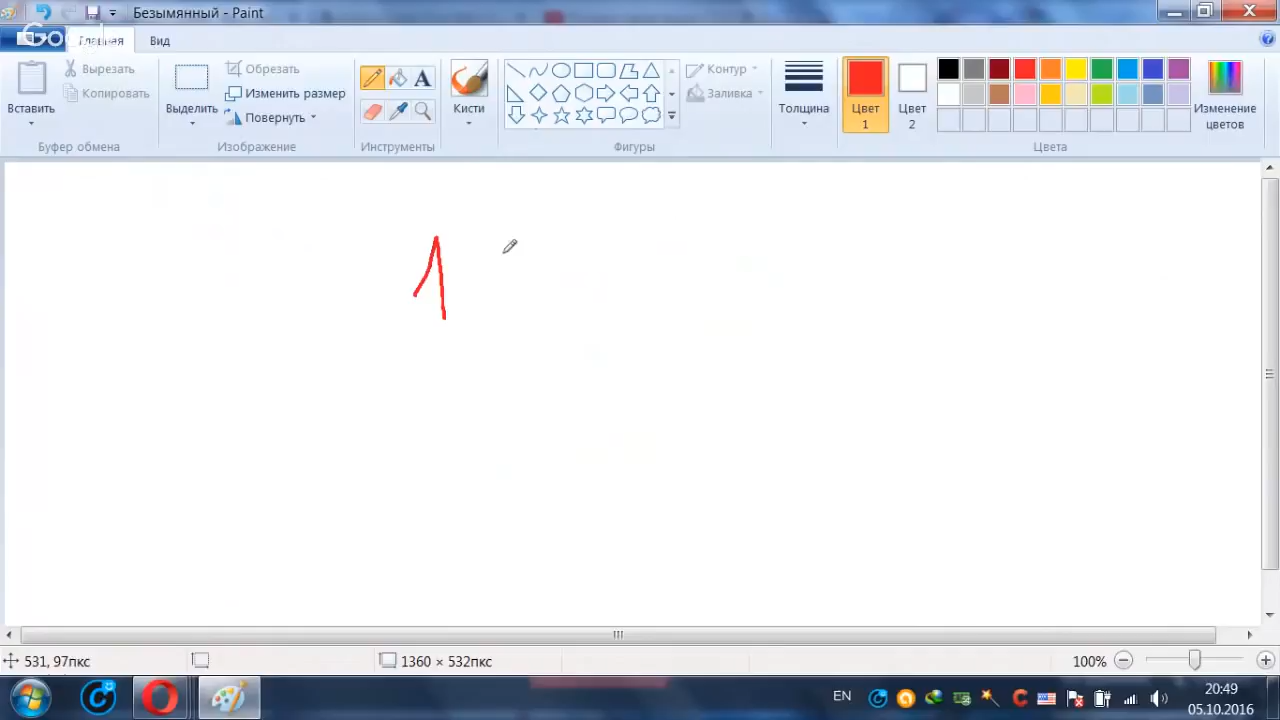 Безымянный - Paint
Google
Главная Вид
Вставить
Вырезать
Копировать
Буфер обмена
Выделить
Обрезать
Изменить размер
Повернуть
Изображение
A
Инструменты
Кисти
Контур
Заливка
Фигуры
Толщина
Цвет
1
Цвет
2
Изменение
цветов
Цвета
1
531, 97пкс
1360 × 532пкс
100%
EN
20:49
05.10.2016